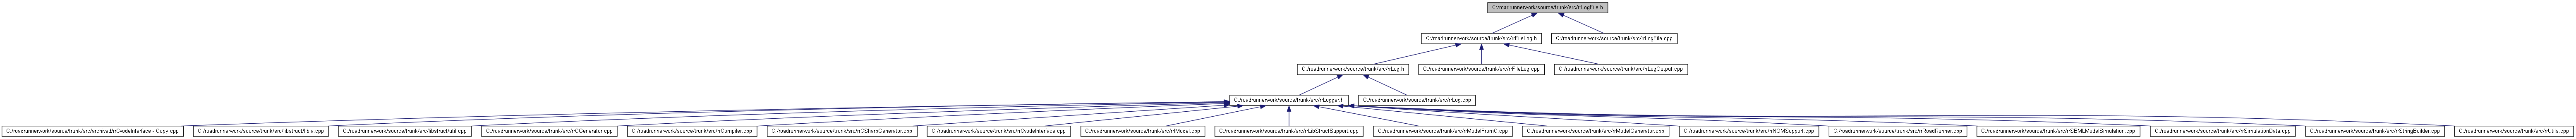 C:/roadrunnerwork/source/trunk/src/rrLogFile.h
C:/roadrunnerwork/source/trunk/src/rrFileLog.h
C:/roadrunnerwork/source/trunk/src/rrLogFile.cpp
C:/roadrunnerwork/source/trunk/src/rrLog.h
C:/roadrunnerwork/source/trunk/src/rrFileLog.cpp
C:/roadrunnerwork/source/trunk/src/rrLogOutput.cpp
C:/roadrunnerwork/source/trunk/src/rrLogger.h
C:/roadrunnerwork/source/trunk/src/rrLog.cpp
C:/roadrunnerwork/source/trunk/src/archived/rrCvodeInterface - Copy.cpp
C:/roadrunnerwork/source/trunk/src/libstruct/libla.cpp
C:/roadrunnerwork/source/trunk/src/libstruct/util.cpp
C:/roadrunnerwork/source/trunk/src/rrCGenerator.cpp
C:/roadrunnerwork/source/trunk/src/rrCompiler.cpp
C:/roadrunnerwork/source/trunk/src/rrCSharpGenerator.cpp
C:/roadrunnerwork/source/trunk/src/rrCvodeInterface.cpp
C:/roadrunnerwork/source/trunk/src/rrIModel.cpp
C:/roadrunnerwork/source/trunk/src/rrLibStructSupport.cpp
C:/roadrunnerwork/source/trunk/src/rrModelFromC.cpp
C:/roadrunnerwork/source/trunk/src/rrModelGenerator.cpp
C:/roadrunnerwork/source/trunk/src/rrNOMSupport.cpp
C:/roadrunnerwork/source/trunk/src/rrRoadRunner.cpp
C:/roadrunnerwork/source/trunk/src/rrSBMLModelSimulation.cpp
C:/roadrunnerwork/source/trunk/src/rrSimulationData.cpp
C:/roadrunnerwork/source/trunk/src/rrStringBuilder.cpp
C:/roadrunnerwork/source/trunk/src/rrUtils.cpp